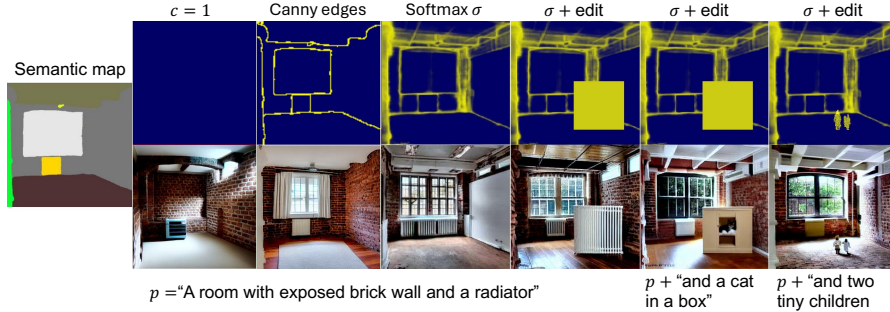 𝑐 = 1
Canny edges
Softmax 𝜎
𝜎 + edit
𝜎 + edit
𝜎 + edit
Semantic map
𝑝 =“A room with exposed brick wall and a radiator”
𝑝 + “and a cat
in a box”
𝑝 + “and two
tiny children